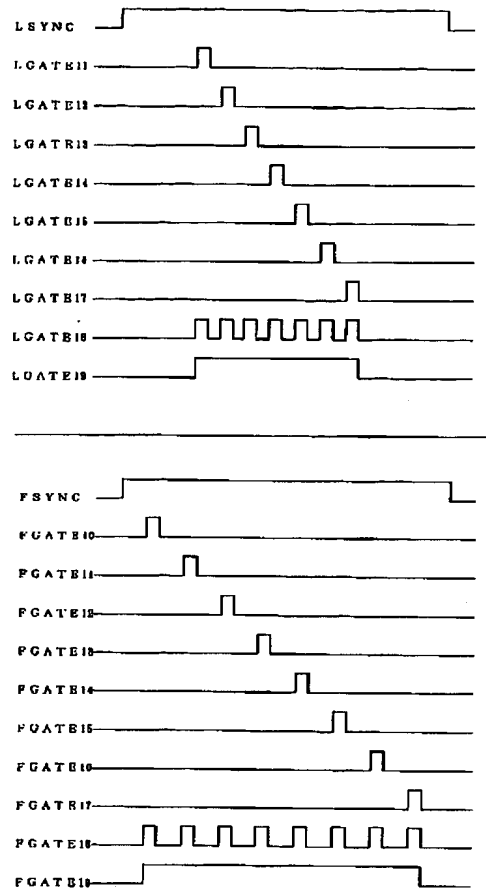 LSYNC
LGATE11
LGATE12
LGATE13
LGATE14
LGATE15
LGATE16
LGATE17
LGATE18
LGATE19
FSYNC
FGATE10
FGATE11
FGATE12
FGATE13
FGATE14
FGATE15
FGATE16
FGATE17
FGATE18
FGATE19